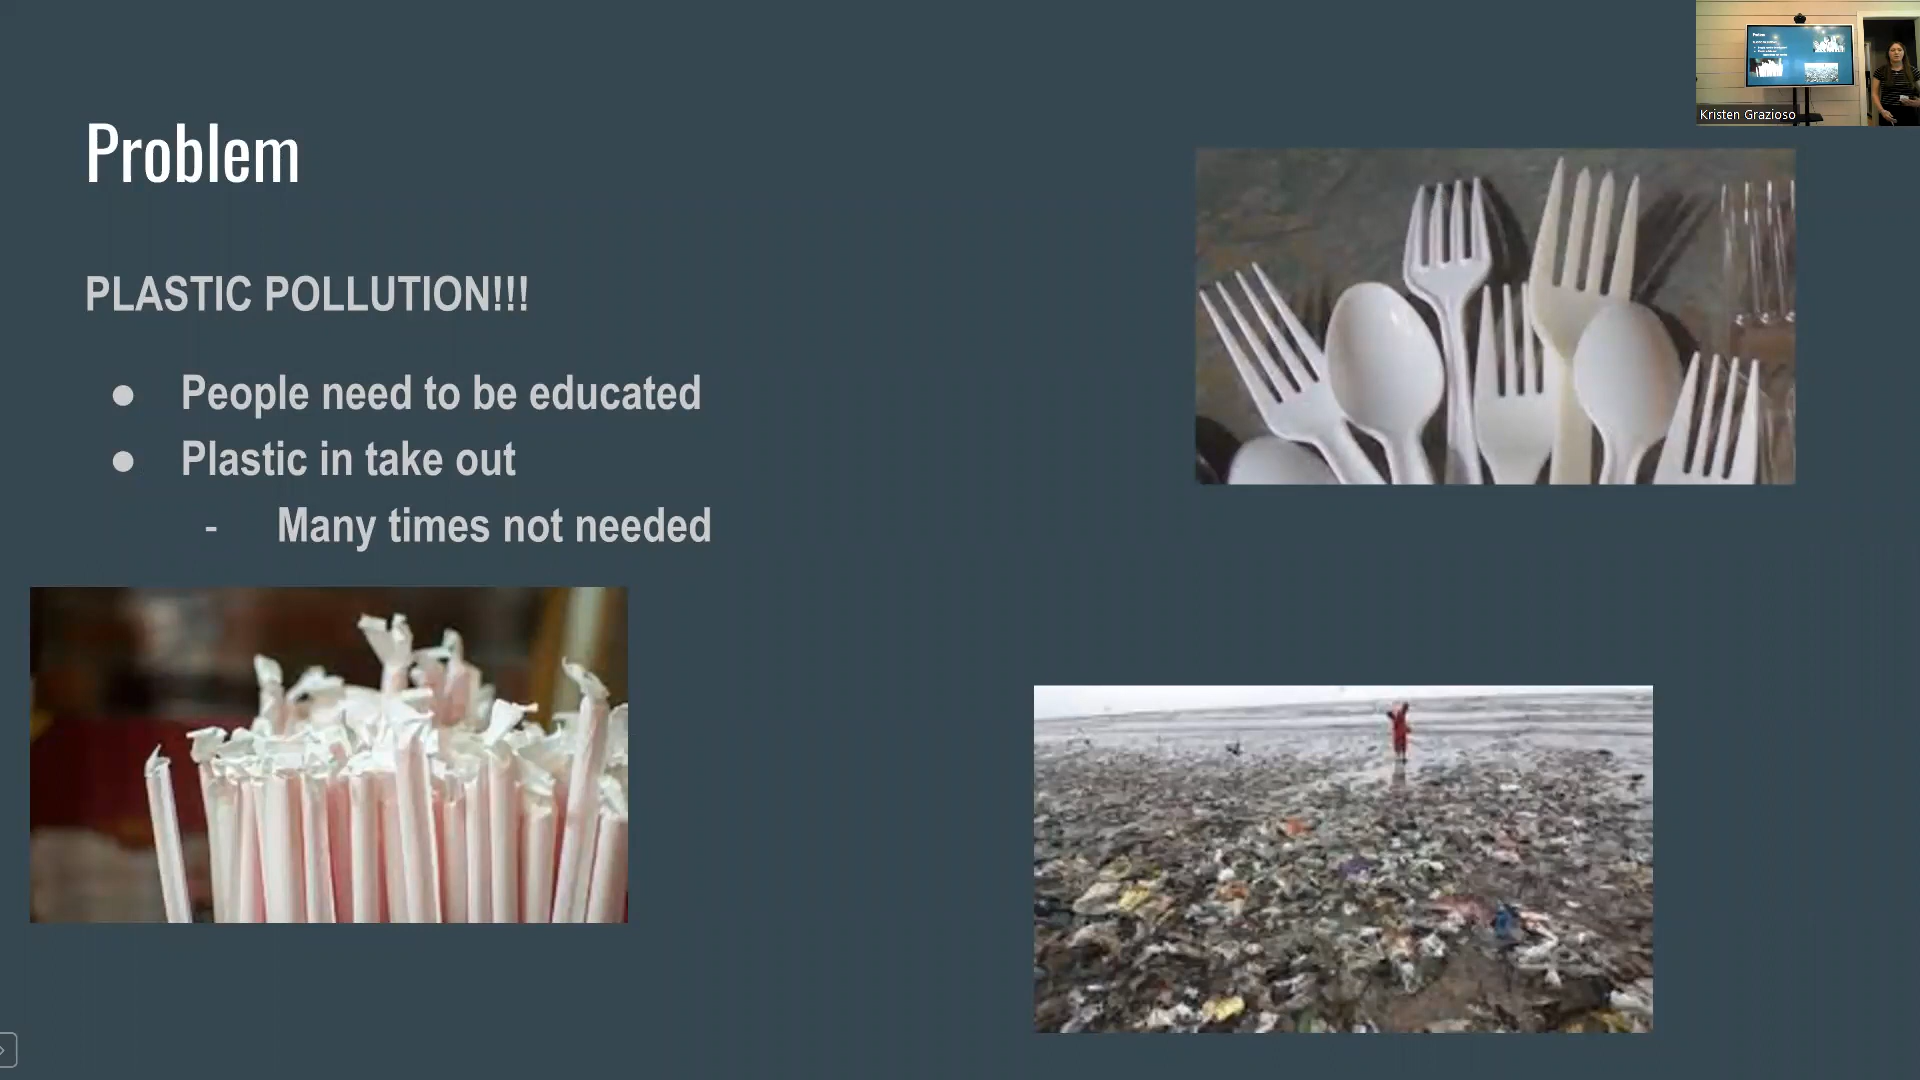 Problem
PLASTIC POLLUTION!!!
● People need to be educated
● Plastic in take out
- Many times not needed
Kristen Grazioso